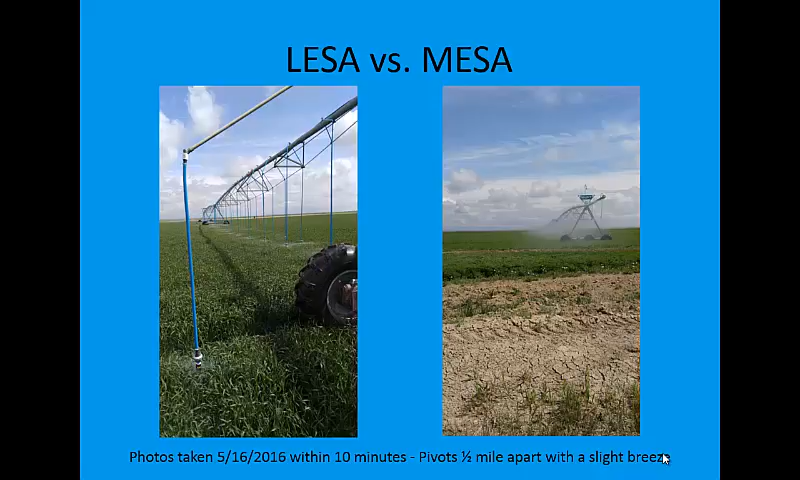 LESA vs. MESA
Photos taken 5/16/2016 within 10 minutes - Pivots ½ mile apart with a slight breeze